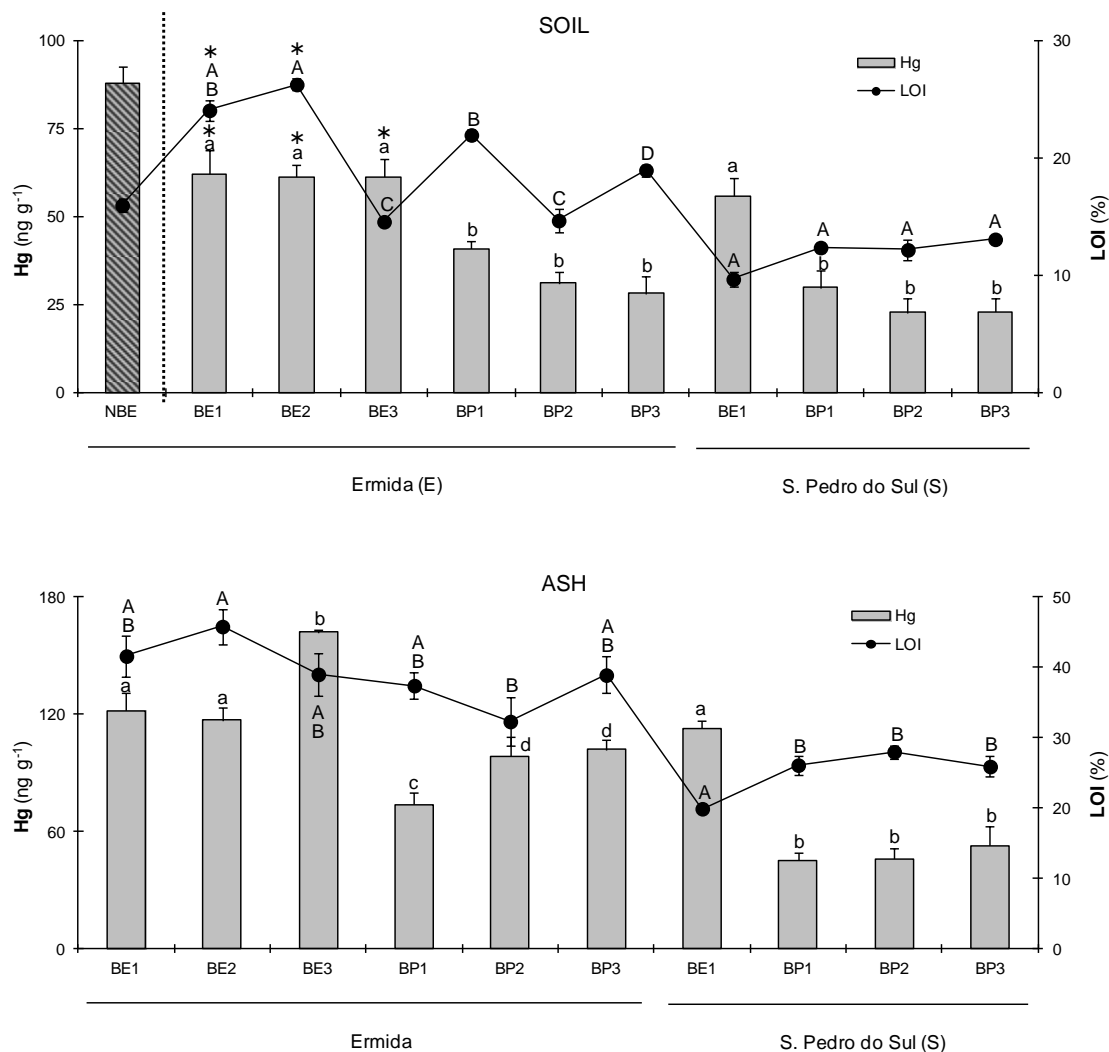 SOIL
100
75
50
25
0
Hg (ng g-1)
30
20
10
0
LOI (%)
Hg
LOI
*
A
B
*
a
*
A
*
a
*
a
C
B
b
C
b
D
b
a
A
A
b
A
b
A
b
NBE BE1 BE2 BE3 BP1 BP2 BP3 BE1 BP1 BP2 BP3
Ermida (E) S. Pedro do Sul (S)
ASH
180
120
60
0
Hg (ng g-1)
50
40
30
20
10
0
LOI (%)
Hg
LOI
A
B
a
A
a
b
A
B
A
B
c
B
d
A
B
d
a
A
B
b
B
b
B
b
BE1 BE2 BE3 BP1 BP2 BP3 BE1 BP1 BP2 BP3
Ermida S. Pedro do Sul (S)